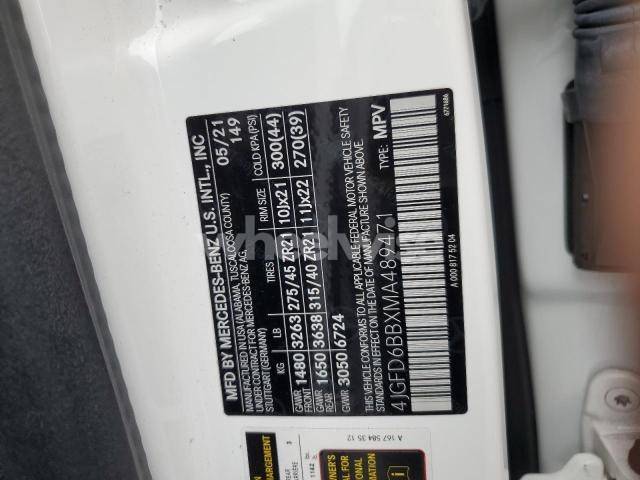 MFD BY MERCEDES-BENZ U.S. INTL., INC
MANUFACTURED IN USA (ALABAMA, TUSCALOOSA COUNTY)
UNDER CONTRACT FOR MERCEDES-BENZ AG,
STUTTGART (GERMANY)
05/21
149
KG LB TIRES RIM SIZE COLD KPA (PSI)
GAWR FRONT 1480 3263 275/45 ZR21 10Jx21 300(44)
GAWR REAR 1650 3638 315/40 ZR21 11Jx22 270(39)
GVWR 3050 6724
THIS VEHICLE CONFORMS TO ALL APPLICABLE FEDERAL MOTOR VEHICLE SAFETY
STANDARDS IN EFFECT ON THE DATE OF MANUFACTURE SHOWN ABOVE.
4JGFD6BBXMA489471 TYPE: MPV
A 000 817 52 04
6771686
A 167 584 35 12
3
1142